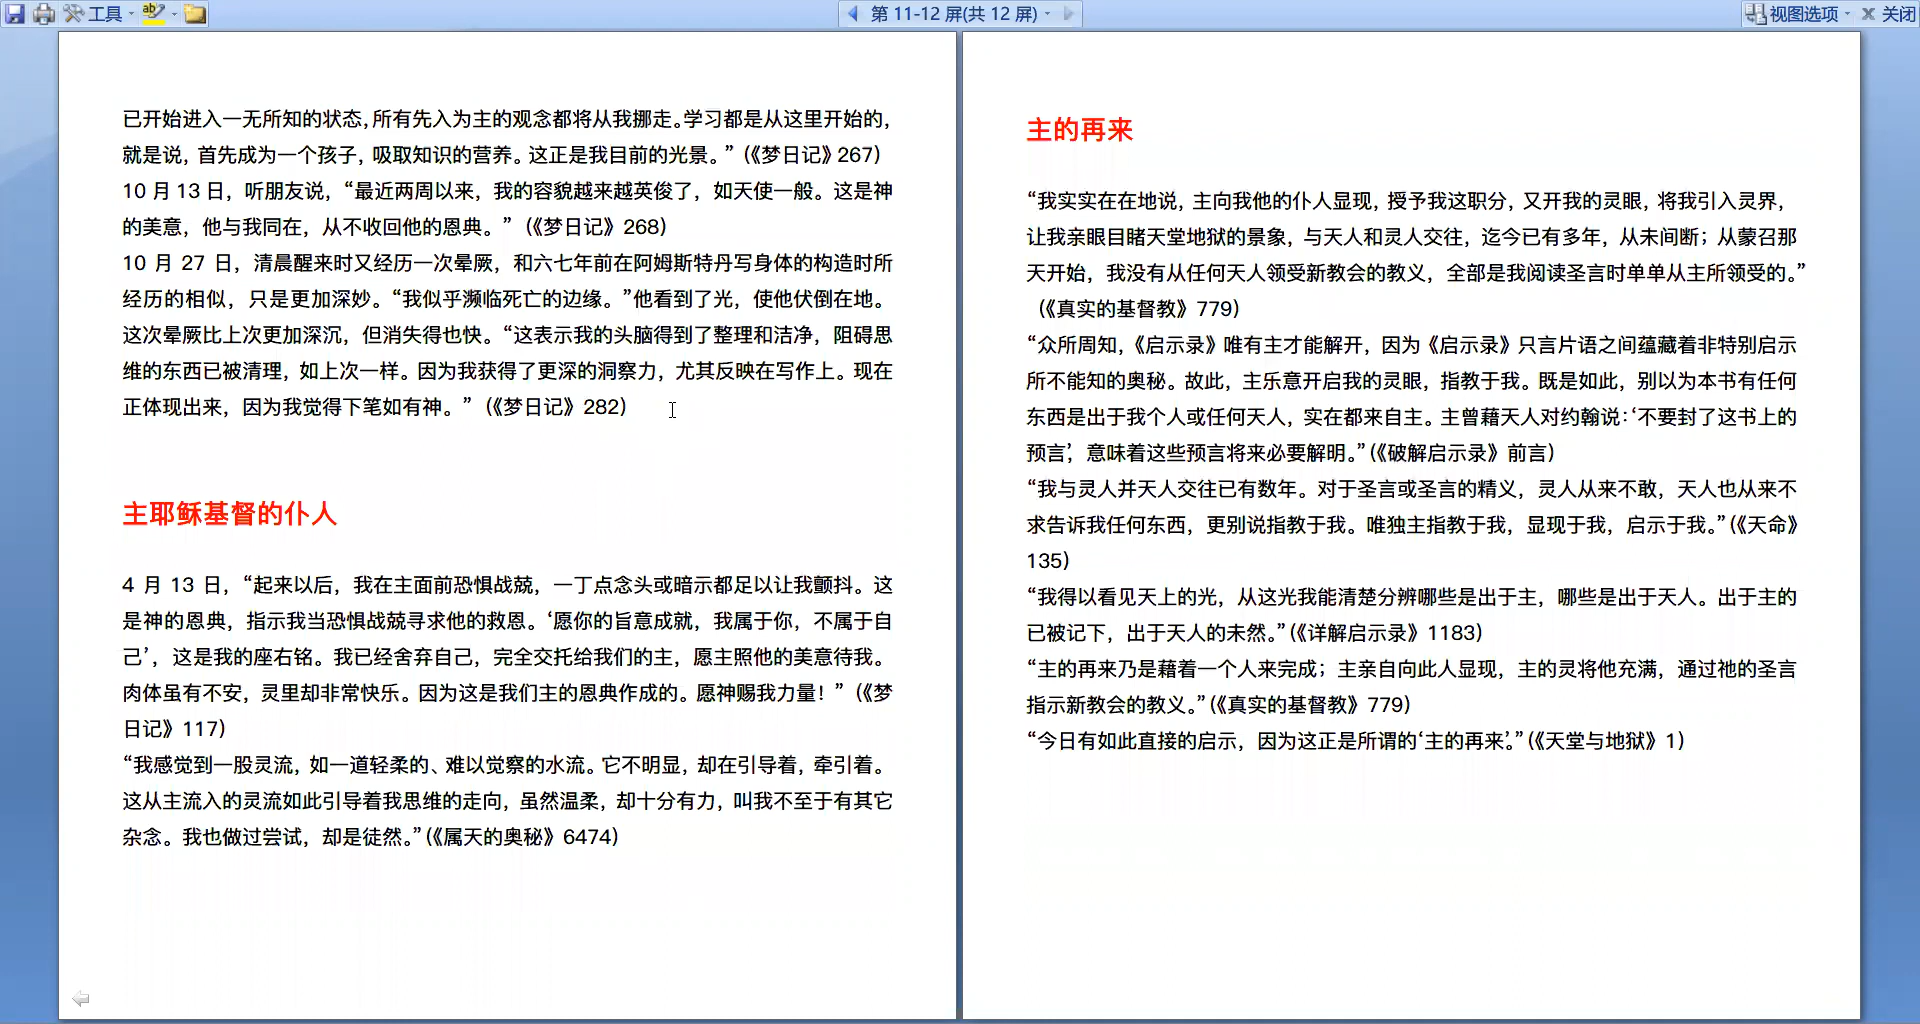 工具
第 11-12 屏(共 12 屏)
视图选项
关闭
已开始进入一无所知的状态，所有先入为主的观念都将从我挪走。学习都是从这里开始的，
就是说，首先成为一个孩子，吸取知识的营养。这正是我目前的光景。”（《梦日记》267）
10 月 13 日，听朋友说，“最近两周以来，我的容貌越来越英俊了，如天使一般。这是神
的美意，他与我同在，从不收回他的恩典。”（《梦日记》268）
10 月 27 日，清晨醒来时又经历一次晕厥，和六七年前在阿姆斯特丹写身体的构造时所
经历的相似，只是更加深妙。“我似乎濒临死亡的边缘。”他看到了光，使他伏倒在地。
这次晕厥比上次更加深沉，但消失得也快。“这表示我的头脑得到了整理和洁净，阻碍思
维的东西已被清理，如上次一样。因为我获得了更深的洞察力，尤其反映在写作上。现在
正体现出来，因为我觉得下笔如有神。”（《梦日记》282）
主耶稣基督的仆人
4 月 13 日，“起来以后，我在主面前恐惧战兢，一丁点念头或暗示都足以让我颤抖。这
是神的恩典，指示我当恐惧战兢寻求他的救恩。‘愿你的旨意成就，我属于你，不属于自
己’，这是我的座右铭。我已经舍弃自己，完全交托给我们的主，愿主照他的美意待我。
肉体虽有不安，灵里却非常快乐。因为这是我们主的恩典作成的。愿神赐我力量！”（《梦
日记》117）
“我感觉到一股灵流，如一道轻柔的、难以觉察的水流。它不明显，却在引导着，牵引着。
这从主流入的灵流如此引导着我思维的走向，虽然温柔，却十分有力，叫我不至于有其它
杂念。我也做过尝试，却是徒然。”（《属天的奥秘》6474）
主的再来
“我实实在在地说，主向我他的仆人显现，授予我这职分，又开我的灵眼，将我引入灵界，
让我亲眼目睹天堂地狱的景象，与天人和灵人交往，迄今已有多年，从未间断；从蒙召那
天开始，我没有从任何天人领受新教会的教义，全部是我阅读圣言时单单从主所领受的。”
（《真实的基督教》779）
“众所周知，《启示录》唯有主才能解开，因为《启示录》只言片语之间蕴藏着非特别启示
所不能知的奥秘。故此，主乐意开启我的灵眼，指教于我。既是如此，别以为本书有任何
东西是出于我个人或任何天人，实在都来自主。主曾藉天人对约翰说：‘不要封了这书上的
预言’，意味着这些预言将来必要解明。”（《破解启示录》前言）
“我与灵人并天人交往已有数年。对于圣言或圣言的精义，灵人从来不敢，天人也从来不
求告诉我任何东西，更别说指教于我。唯独主指教于我，显现于我，启示于我。”（《天命》
135）
“我得以看见天上的光，从这光我能清楚分辨哪些是出于主，哪些是出于天人。出于主的
已被记下，出于天人的未然。”（《详解启示录》1183）
“主的再来乃是藉着一个人来完成；主亲自向此人显现，主的灵将他充满，通过祂的圣言
指示新教会的教义。”（《真实的基督教》779）
“今日有如此直接的启示，因为这正是所谓的‘主的再来’。”（《天堂与地狱》1）